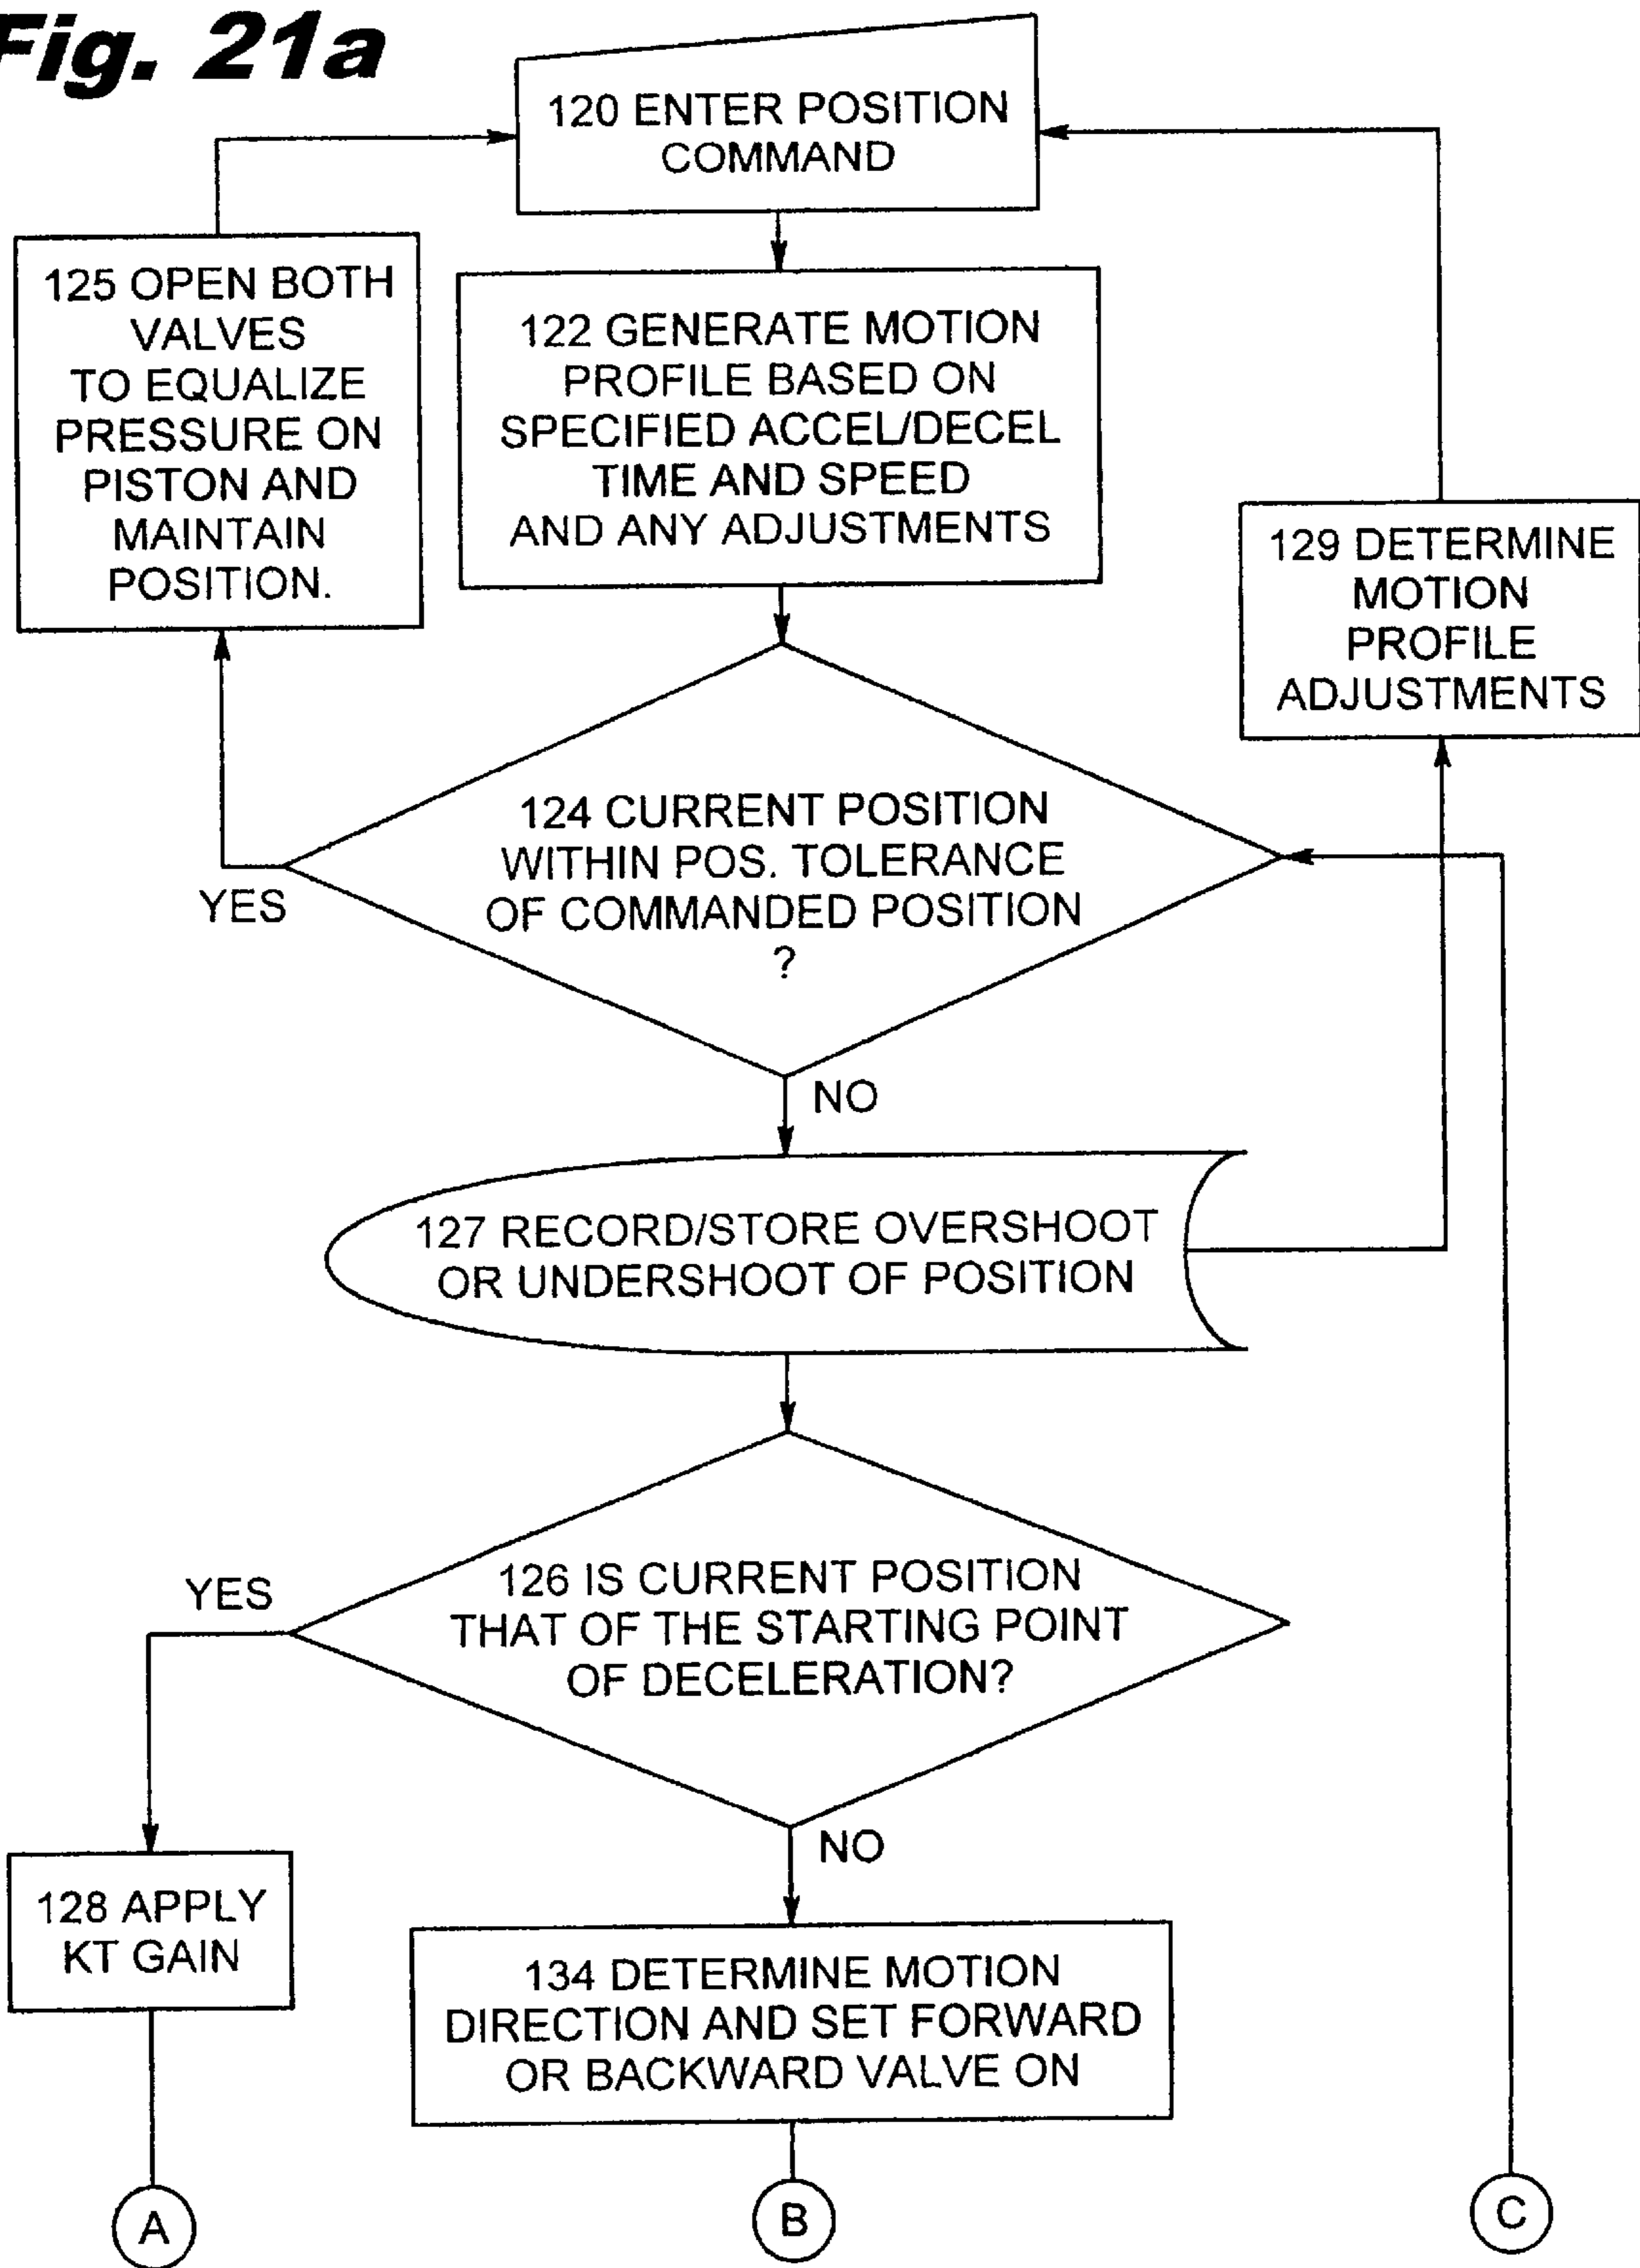 Fig. 21a
120 ENTER POSITION
COMMAND
125 OPEN BOTH
VALVES
TO EQUALIZE
PRESSURE ON
PISTON AND
MAINTAIN
POSITION.
122 GENERATE MOTION
PROFILE BASED ON
SPECIFIED ACCEL/DECEL
TIME AND SPEED
AND ANY ADJUSTMENTS
129 DETERMINE
MOTION
PROFILE
ADJUSTMENTS
124 CURRENT POSITION
WITHIN POS. TOLERANCE
OF COMMANDED POSITION
?
YES
NO
127 RECORD/STORE OVERSHOOT
OR UNDERSHOOT OF POSITION
126 IS CURRENT POSITION
THAT OF THE STARTING POINT
OF DECELERATION?
YES
NO
128 APPLY
KT GAIN
134 DETERMINE MOTION
DIRECTION AND SET FORWARD
OR BACKWARD VALVE ON
A
B
C